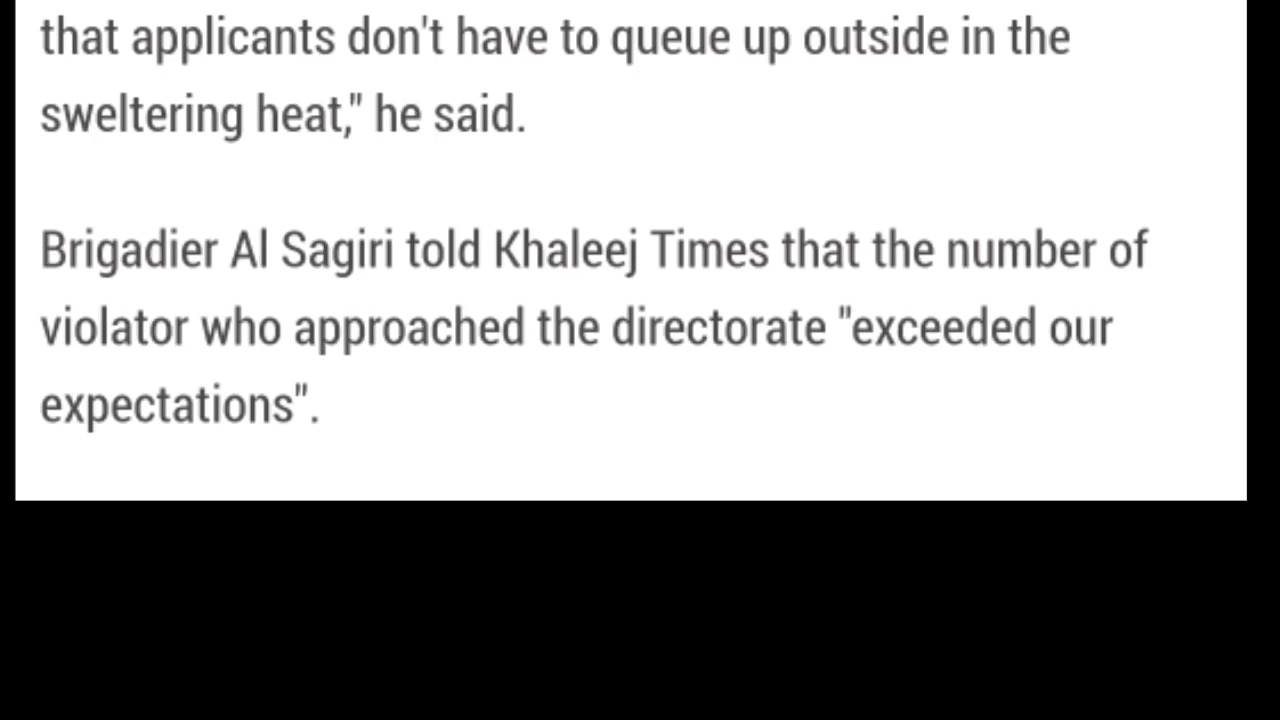 that applicants don't have to queue up outside in the
sweltering heat," he said.
Brigadier Al Sagiri told Khaleej Times that the number of
violator who approached the directorate "exceeded our
expectations".